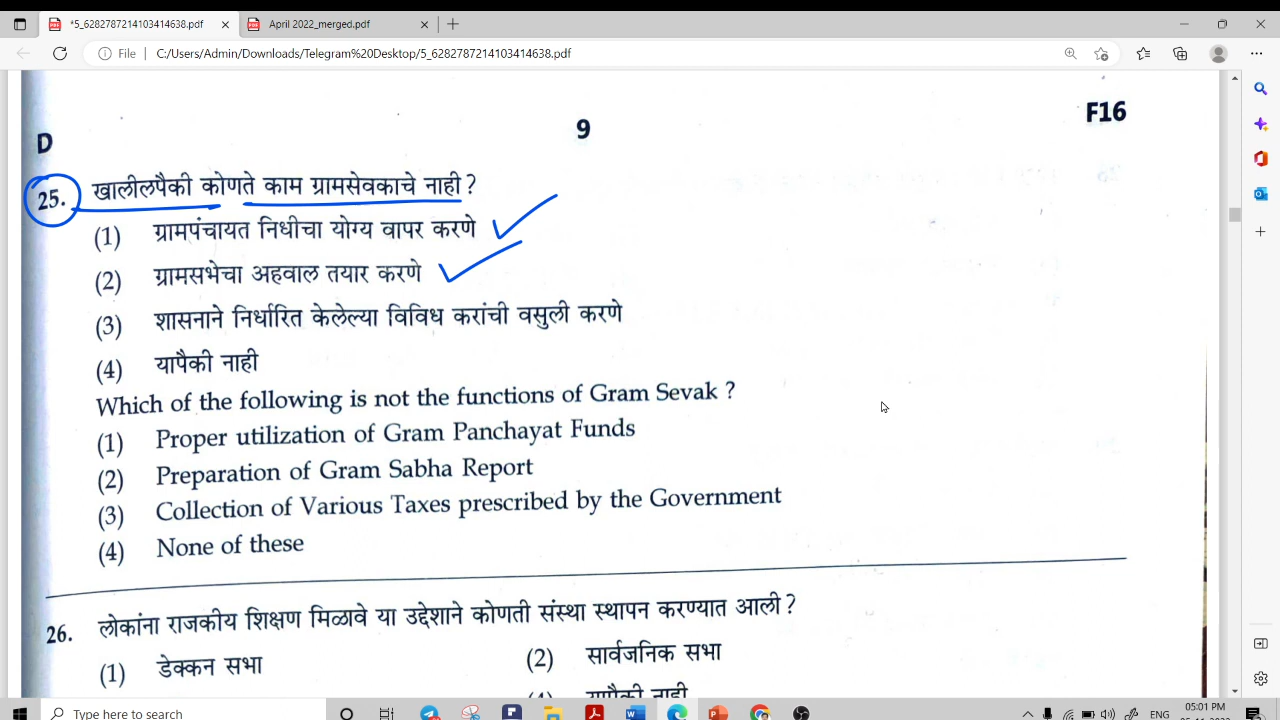 *5_6282787214103414638.pdf
April 2022_merged.pdf
File C:/Users/Admin/Downloads/Telegram%20Desktop/5_6282787214103414638.pdf
D 9 F16
25. खालीलपैकी कोणते काम ग्रामसेवकाचे नाही ?
(1) ग्रामपंचायत निधीचा योग्य वापर करणे
(2) ग्रामसभेचा अहवाल तयार करणे
(3) शासनाने निर्धारित केलेल्या विविध करांची वसुली करणे
(4) यापैकी नाही
Which of the following is not the functions of Gram Sevak ?
(1) Proper utilization of Gram Panchayat Funds
(2) Preparation of Gram Sabha Report
(3) Collection of Various Taxes prescribed by the Government
(4) None of these
26. लोकांना राजकीय शिक्षण मिळावे या उद्देशाने कोणती संस्था स्थापन करण्यात आली ?
(1) डेक्कन सभा (2) सार्वजनिक सभा
यापैकी नाही
Type here to search
ENG
05:01 PM